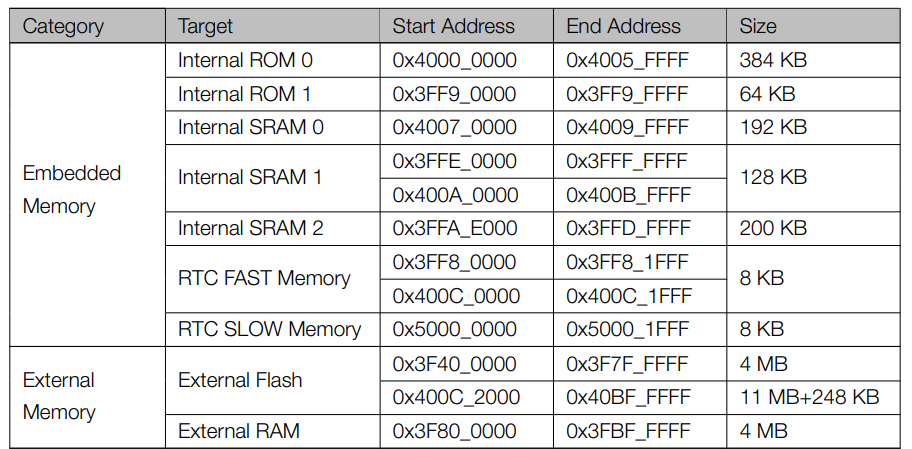 Category Target Start Address End Address Size
Embedded Memory Internal ROM 0 0x4000_0000 0x4005_FFFF 384 KB
Internal ROM 1 0x3FF9_0000 0x3FF9_FFFF 64 KB
Internal SRAM 0 0x4007_0000 0x4009_FFFF 192 KB
Internal SRAM 1 0x3FFE_0000 0x3FFF_FFFF 128 KB
0x400A_0000 0x400B_FFFF
Internal SRAM 2 0x3FFA_E000 0x3FFD_FFFF 200 KB
RTC FAST Memory 0x3FF8_0000 0x3FF8_1FFF 8 KB
0x400C_0000 0x400C_1FFF
RTC SLOW Memory 0x5000_0000 0x5000_1FFF 8 KB
External Memory External Flash 0x3F40_0000 0x3F7F_FFFF 4 MB
0x400C_2000 0x40BF_FFFF 11 MB+248 KB
External RAM 0x3F80_0000 0x3FBF_FFFF 4 MB